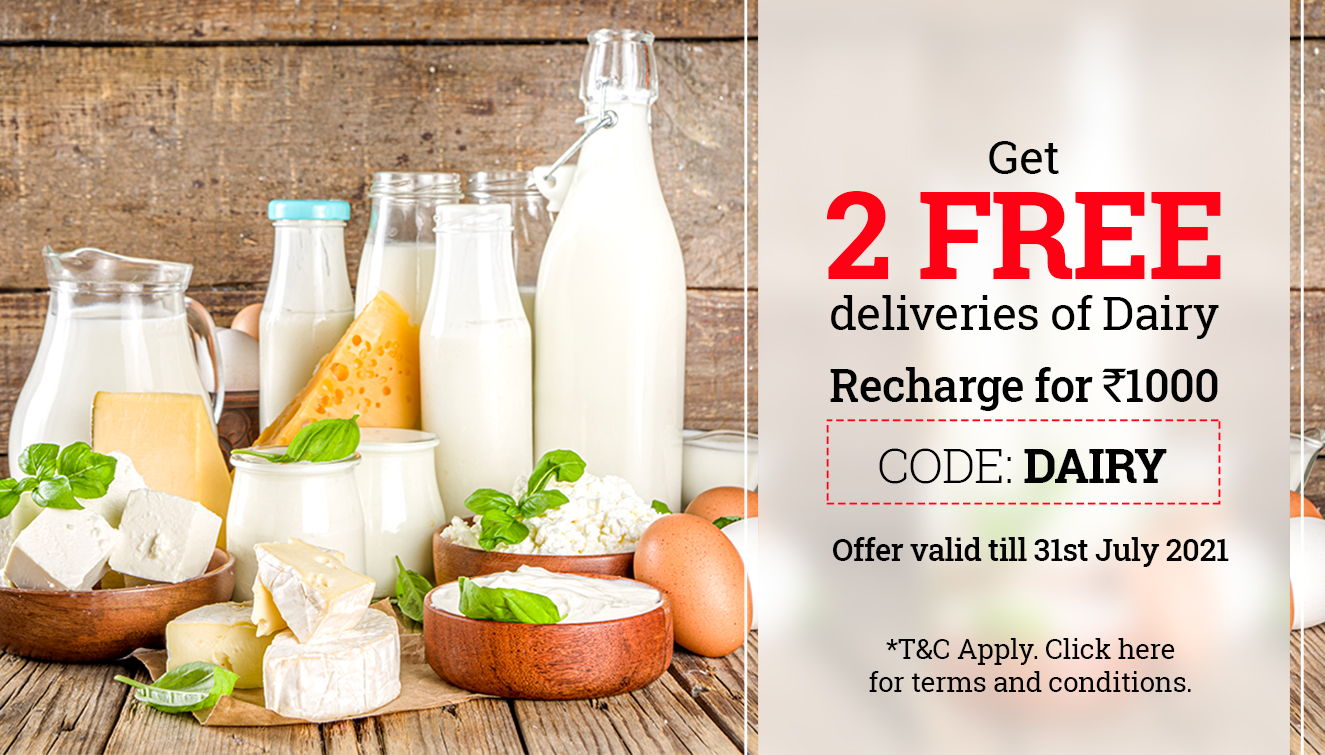 Get
2 FREE
deliveries of Dairy
Recharge for ₹1000
CODE: DAIRY
Offer valid till 31st July 2021
*T&C Apply. Click here
for terms and conditions.